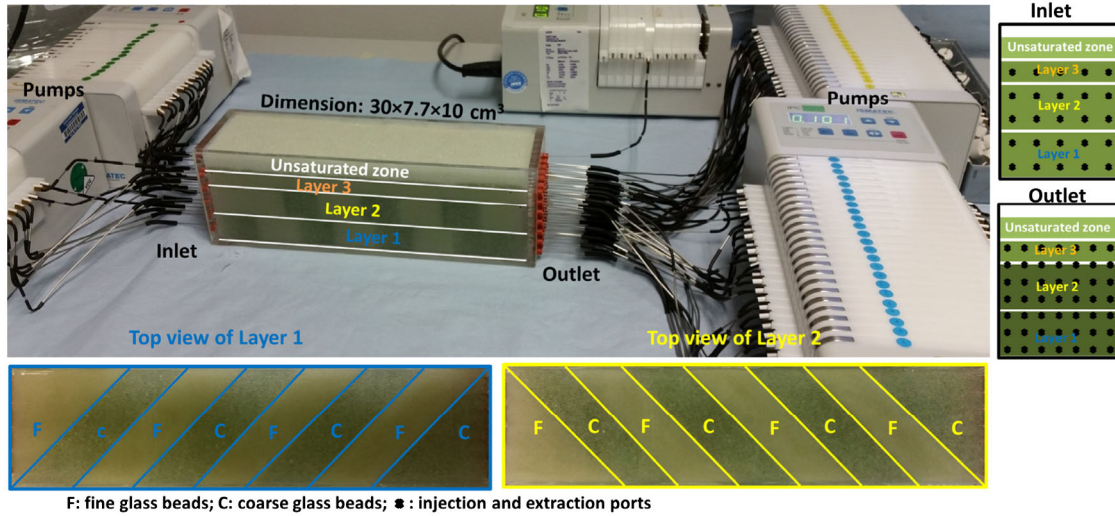 Pumps
Dimension: 30×7.7×10 cm³
Unsaturated zone
Layer 3
Layer 2
Layer 1
Inlet
Outlet
Pumps
0.101
Top view of Layer 1
Top view of Layer 2
Inlet
Unsaturated zone
Layer 3
Layer 2
Layer 1
Outlet
Unsaturated zone
Layer 3
Layer 2
Layer 1
F C F C F C F C
F C F C F C F C
F: fine glass beads; C: coarse glass beads; : injection and extraction ports